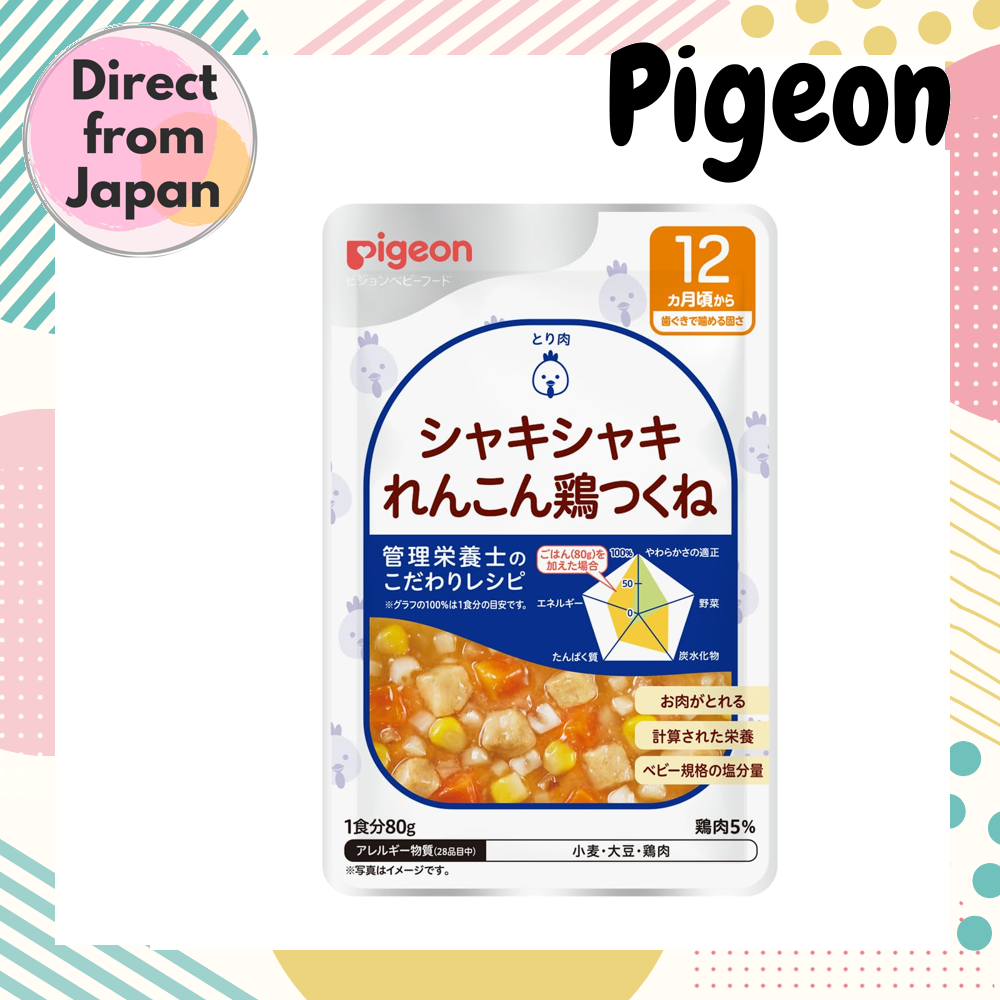 Direct
from
Japan
Pigeon
Pigeon
ピジョンベビーフード
12
カ月頃から
歯ぐきで噛める固さ
とり肉
シャキシャキ
れんこん鶏つくね
管理栄養士の
こだわりレシピ
※グラフの100%は1食分の目安です。
ごはん(80g)を
加えた場合
100%
やわらかさの適正
50
エネルギー
0
野菜
たんぱく質
炭水化物
お肉がとれる
計算された栄養
ベビー規格の塩分量
1食分80g
鶏肉5%
アレルギー物質(28品目中)
小麦・大豆・鶏肉
※写真はイメージです。